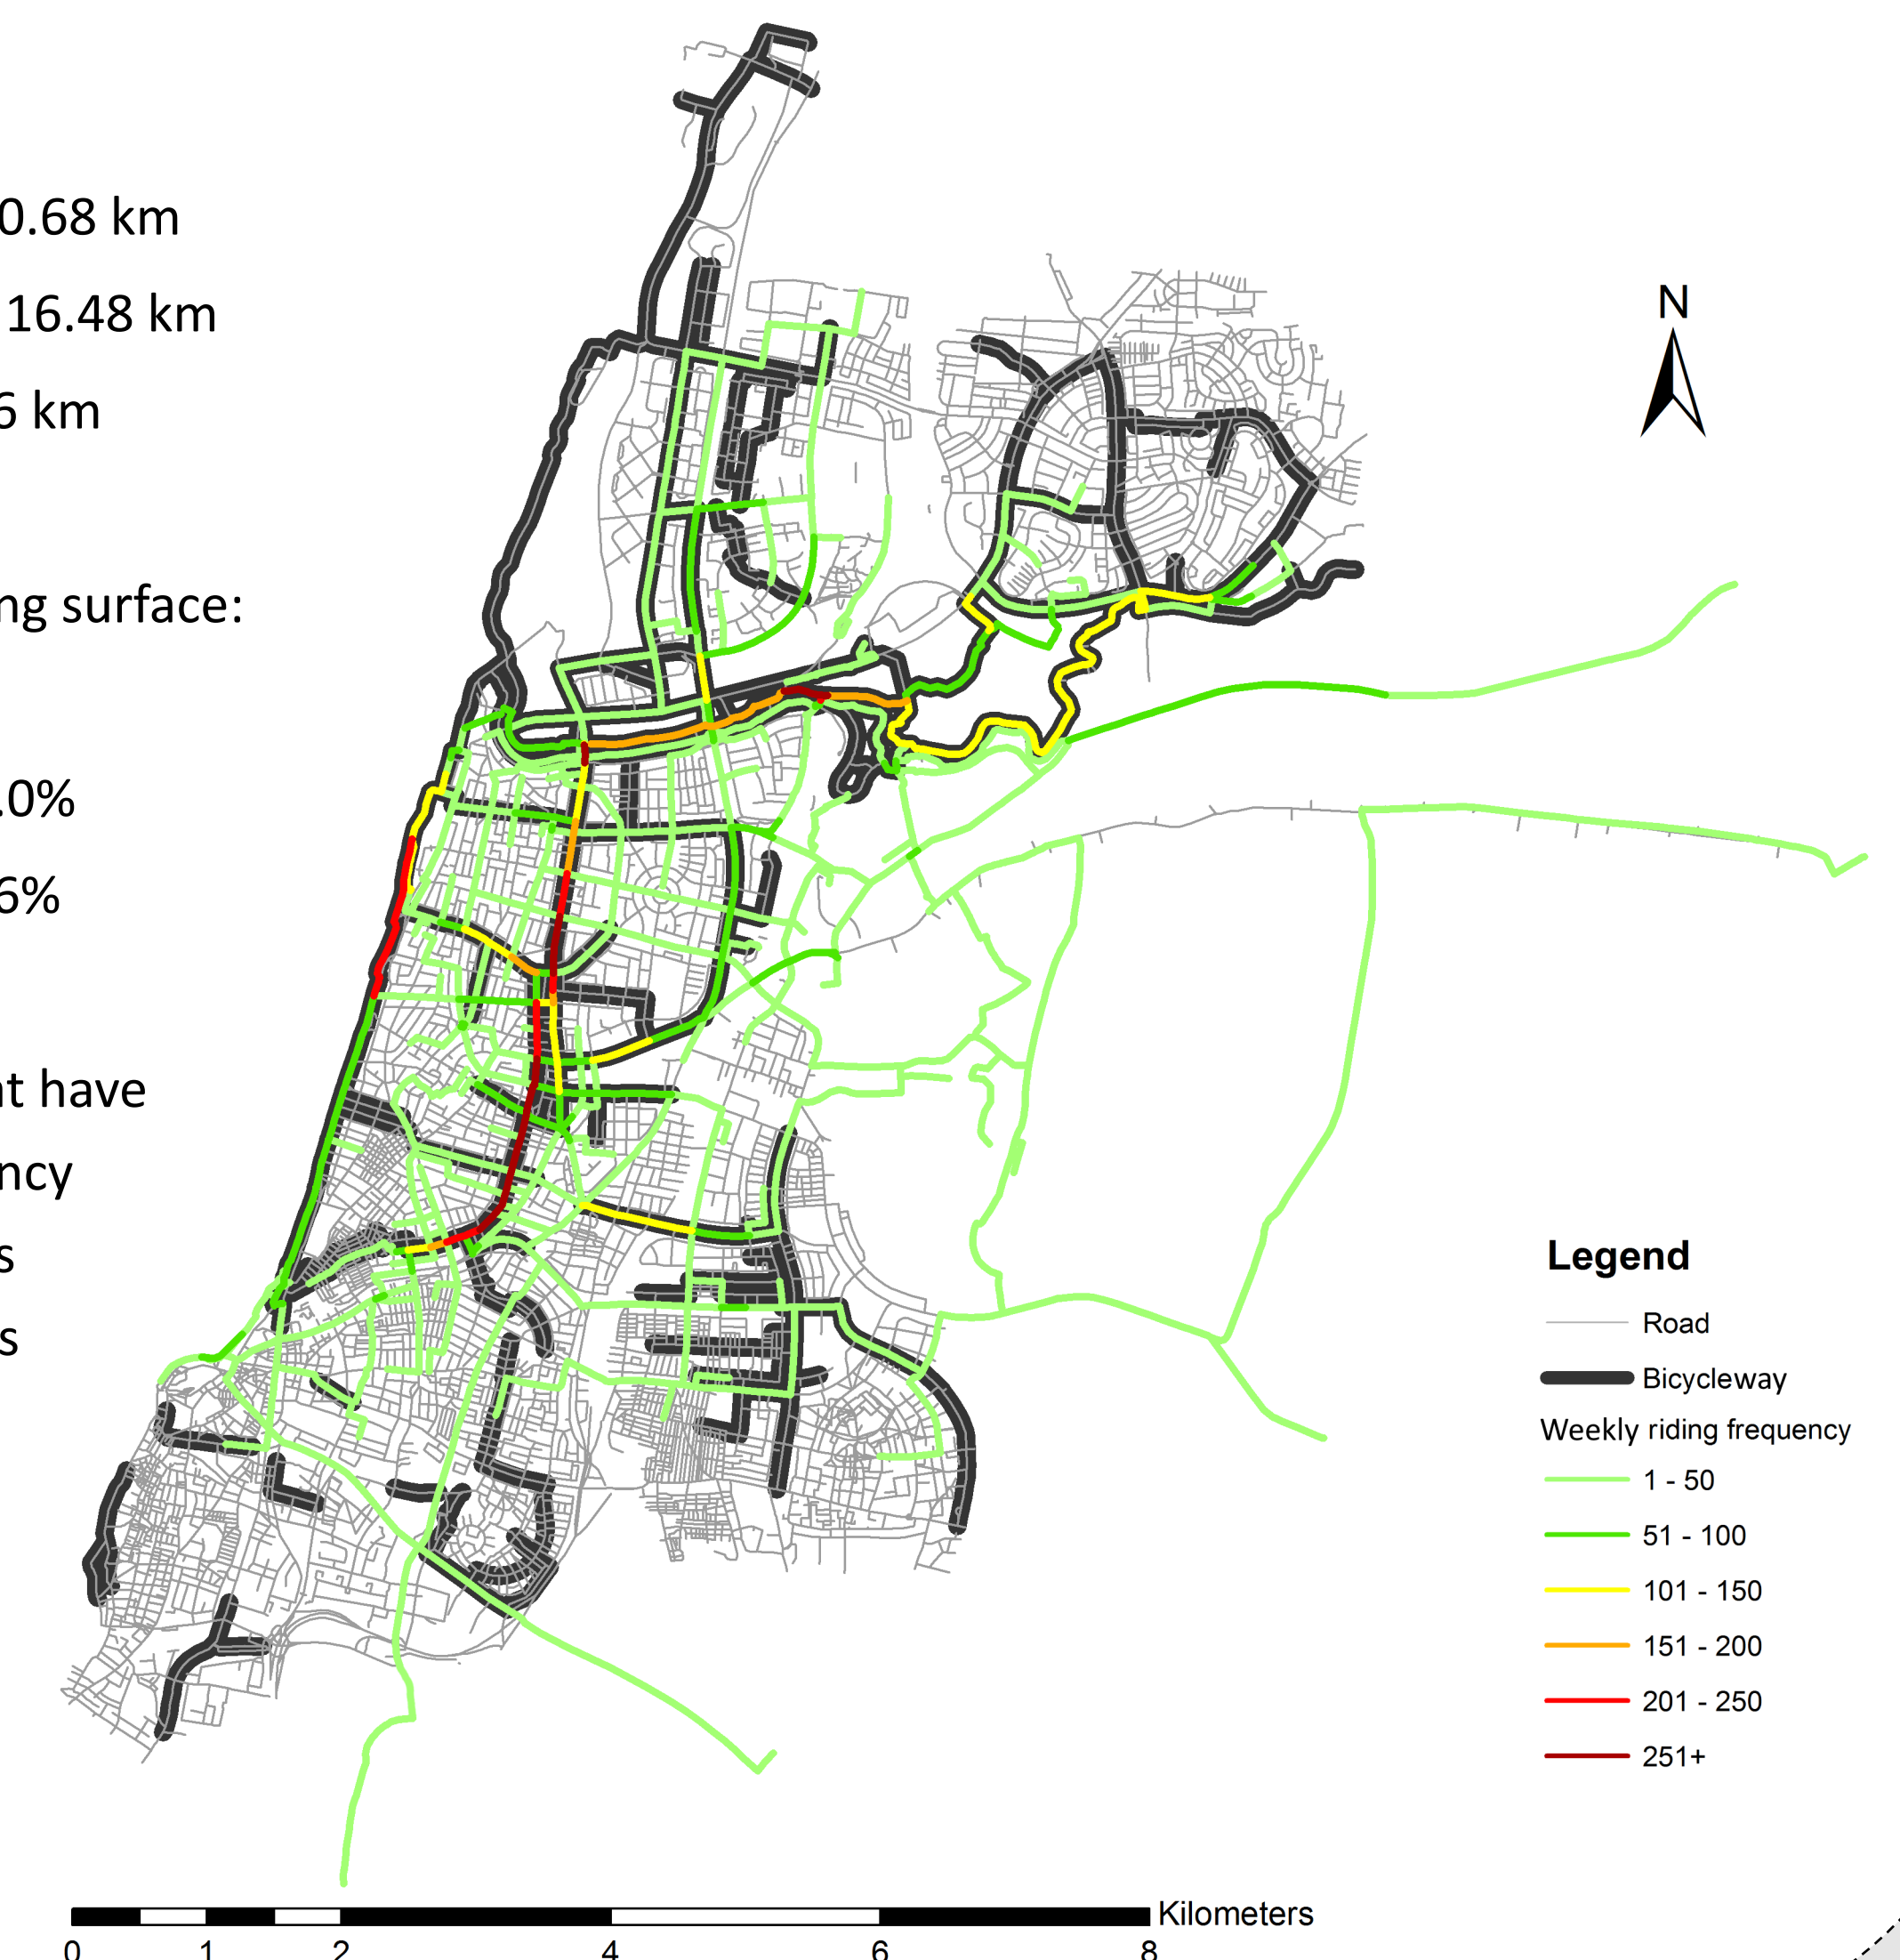 0.68 km
16.48 km
6 km
ng surface:
.0%
6%
nt have
ncy
s
s
N
Legend
Road
Bicycleway
Weekly riding frequency
1 - 50
51 - 100
101 - 150
151 - 200
201 - 250
251+
Kilometers
0 1 2 4 6 8